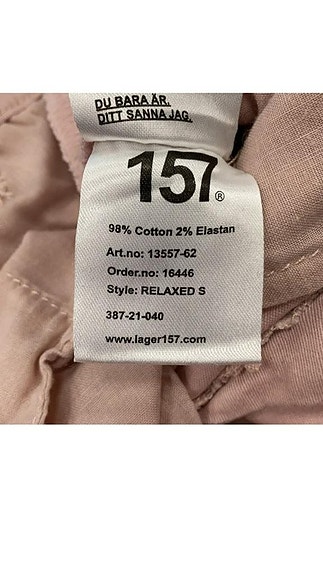 DU BARA ÄR.
DITT SANNA JAG.
157®
98% Cotton 2% Elastan
Art.no: 13557-62
Order.no: 16446
Style: RELAXED S
387-21-040
www.lager157.com